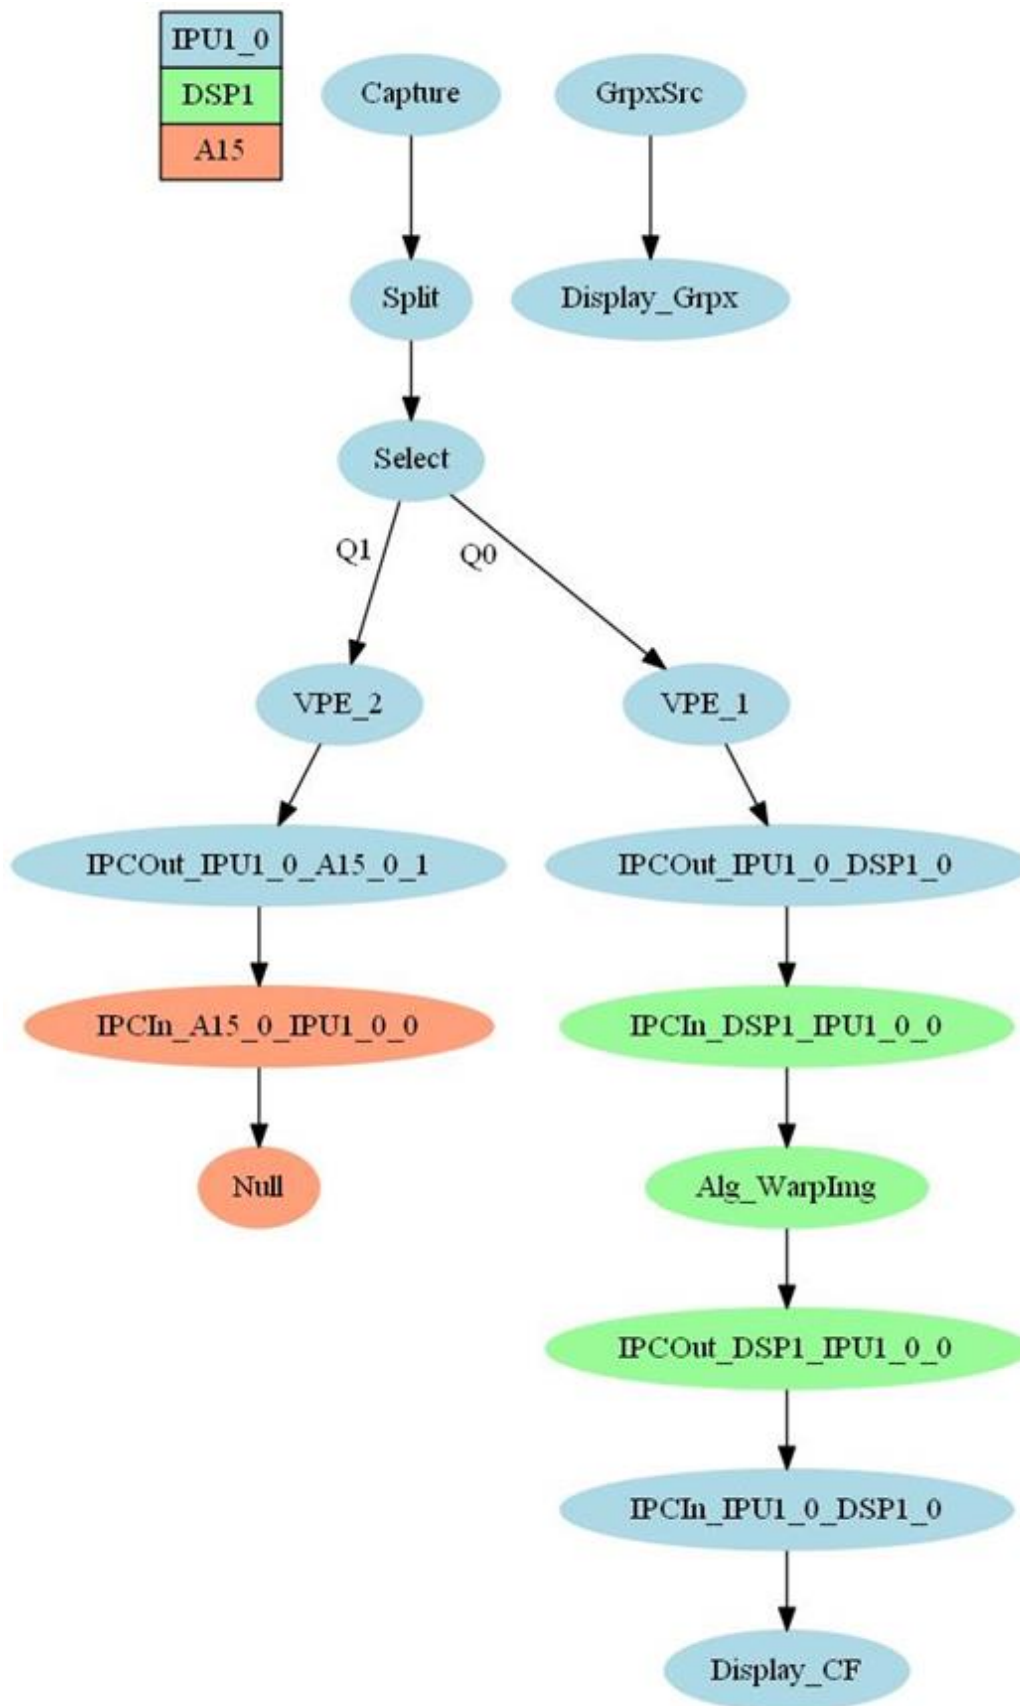 IPU1_0
DSP1
A15
Capture
GrpxSrc
Split
Display_Grpx
Select
Q1
Q0
VPE_2
VPE_1
IPCOut_IPU1_0_A15_0_1
IPCOut_IPU1_0_DSP1_0
IPCIn_A15_0_IPU1_0_0
IPCIn_DSP1_IPU1_0_0
Null
Alg_WarpImg
IPCOut_DSP1_IPU1_0_0
IPCIn_IPU1_0_DSP1_0
Display_CF